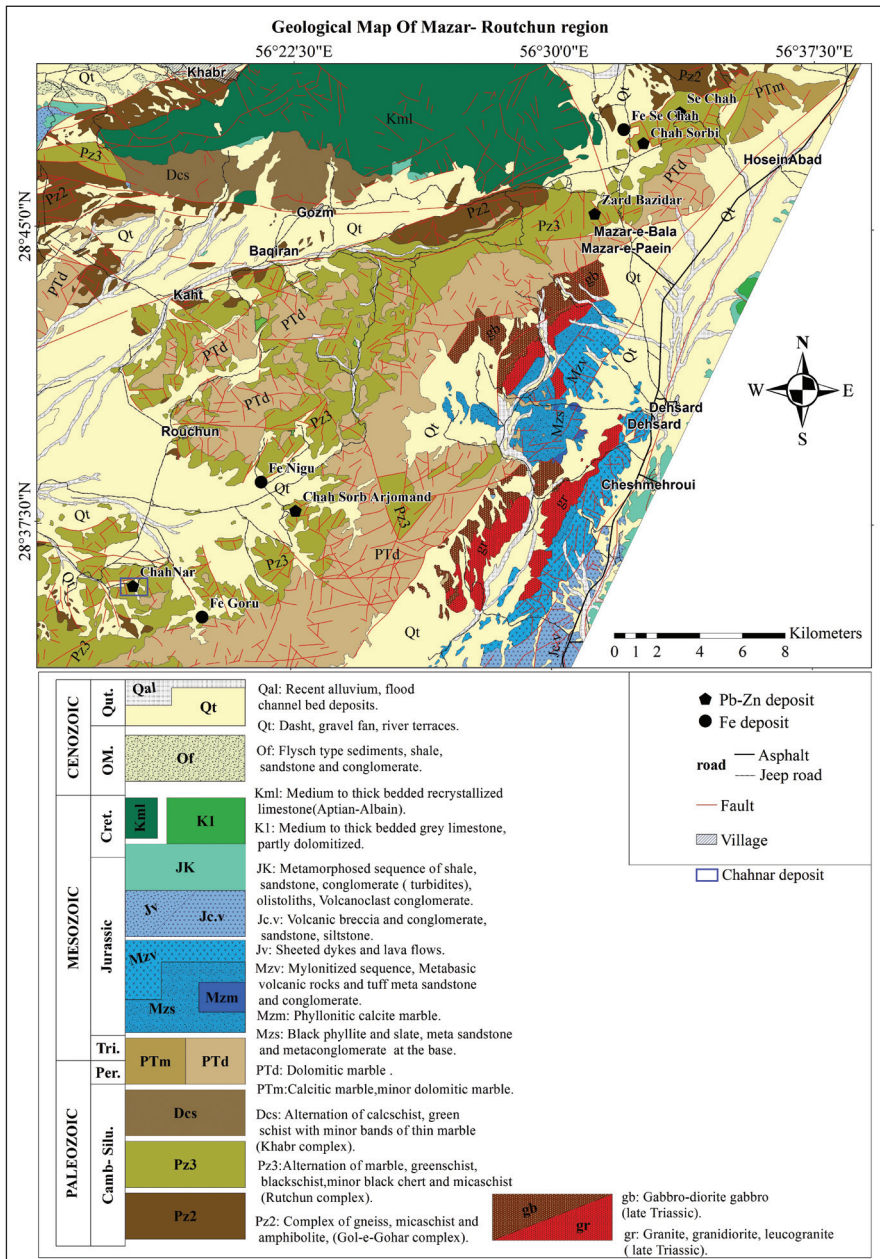 Geological Map Of Mazar- Routchun region
56°22'30"E
56°30'0"E
56°37'30"E
28°45'0"N
28°37'30"N
Qt
Khabr
Qt
Pz2
Se Chah
PTm
Kml
Fe Se Chah
Chah Sorbi
Pz3
Dcs
PTd
HoseinAbad
Pz2
Gozm
Pz2
Zard Bazidar
Qt
Qt
Qt
Pz3
Mazar-e-Bala
Baqiran
Mazar-e-Paein
PTd
Kaht
gb
Qt
PTd
gb
PTd
Mzv
Qt
N
W
E
S
PTd
Dehsard
Rouchun
Pz3
Qt
Mzs
Dehsard
Fe Nigu
Cheshmehroui
Qt
Chah Sorb Arjomand
Qt
Pz3
gr
gr
Pz3
PTd
Qt
ChahNar
Fe Goru
Qt
Jc.v
Pz3
Kilometers
0 1 2 4 6 8
CENOZOIC
Qut.
Qal
Qt
OM.
Of
MESOZOIC
Cret.
Kml
K1
Jurassic
JK
Jv
Jc.v
Mzv
Mzm
Mzs
Tri.
PALEOZOIC
Per.
PTm
PTd
Camb- Silu.
Dcs
Pz3
Pz2
Qal: Recent alluvium, flood
channel bed deposits.
Qt: Dasht, gravel fan, river terraces.
Of: Flysch type sediments, shale,
sandstone and conglomerate.
Kml: Medium to thick bedded recrystallized
limestone(Aptian-Albain).
K1: Medium to thick bedded grey limestone,
partly dolomitized.
JK: Metamorphosed sequence of shale,
sandstone, conglomerate ( turbidites),
olistoliths, Volcanoclast conglomerate.
Jc.v: Volcanic breccia and conglomerate,
sandstone, siltstone.
Jv: Sheeted dykes and lava flows.
Mzv: Mylonitized sequence, Metabasic
volcanic rocks and tuff meta sandstone
and conglomerate.
Mzm: Phyllonitic calcite marble.
Mzs: Black phyllite and slate, meta sandstone
and metaconglomerate at the base.
PTd: Dolomitic marble .
PTm:Calcitic marble,minor dolomitic marble.
Dcs: Alternation of calcschist, green
schist with minor bands of thin marble
(Khabr complex).
Pz3:Alternation of marble, greenschist,
blackschist,minor black chert and micaschist
(Rutchun complex).
Pz2: Complex of gneiss, micaschist and
amphibolite, (Gol-e-Gohar complex).
gb
gr
gb: Gabbro-diorite gabbro
(late Triassic).
gr: Granite, granidiorite, leucogranite
( late Triassic).
Pb-Zn deposit
Fe deposit
road
Asphalt
Jeep road
Fault
Village
Chahnar deposit